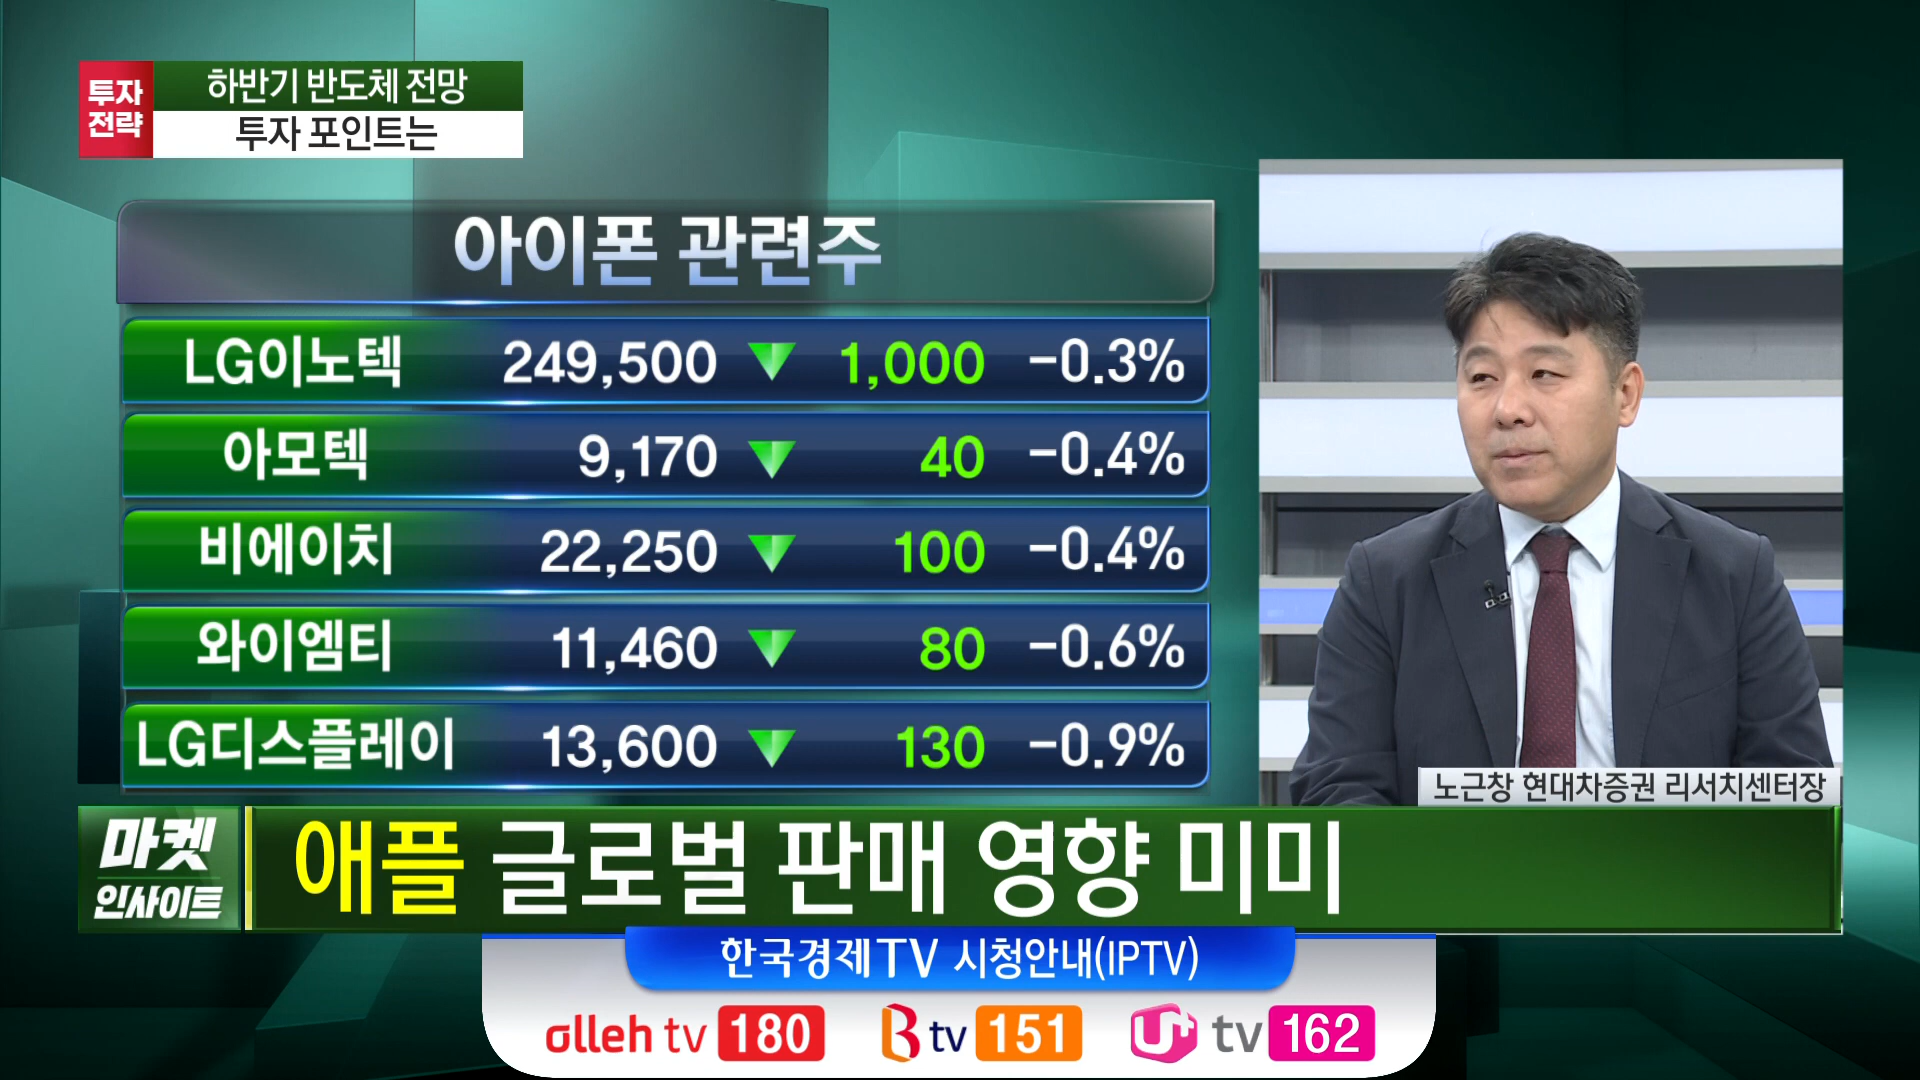 투자
전략
하반기 반도체 전망
투자 포인트는
아이폰 관련주
LG이노텍 249,500 ▼ 1,000 -0.3%
아모텍 9,170 ▼ 40 -0.4%
비에이치 22,250 ▼ 100 -0.4%
와이엠티 11,460 ▼ 80 -0.6%
LG디스플레이 13,600 ▼ 130 -0.9%
노근창 현대차증권 리서치센터장
마켓
인사이트
애플 글로벌 판매 영향 미미
한국경제TV 시청안내(IPTV)
olleh tv 180 B tv 151 U+ tv 162